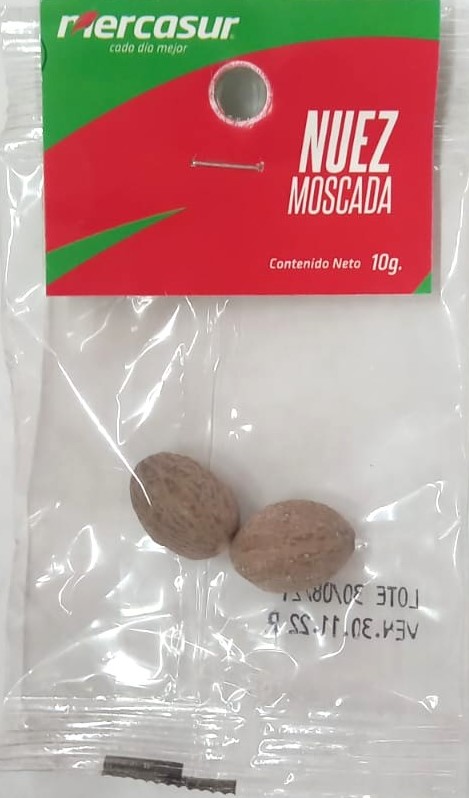 mercasur
cada día mejor
NUEZ
MOSCADA
Contenido Neto 10g.
LOTE 30/08/21
VEN.30.11.22 R